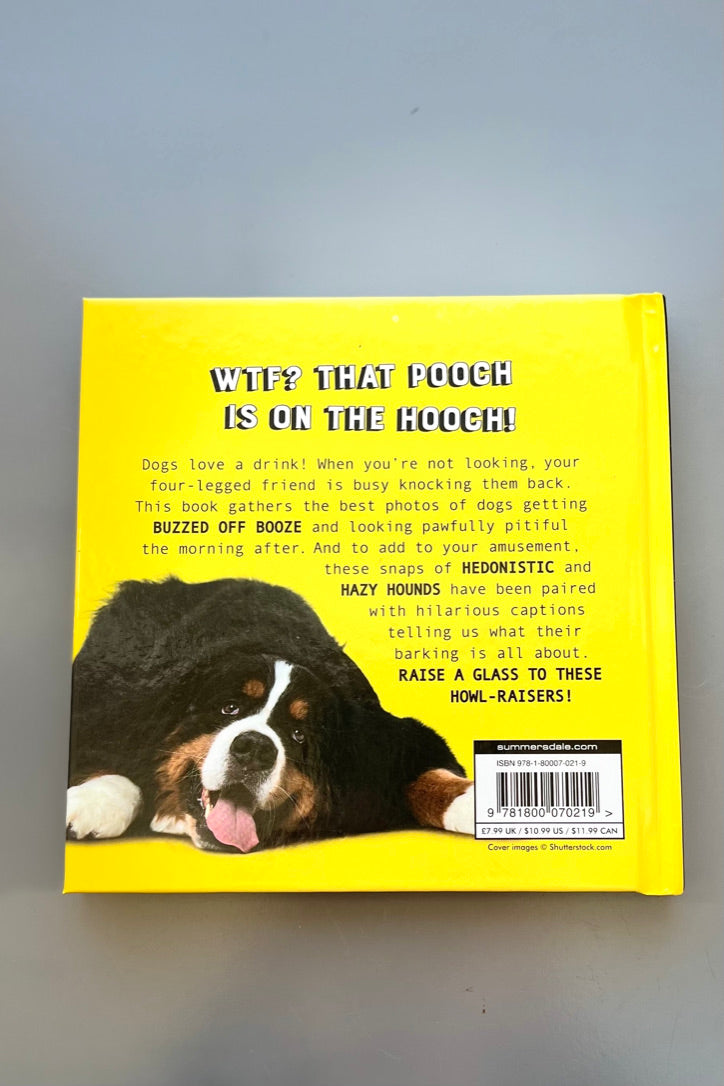 WTF? THAT POOCH
IS ON THE HOOCH!
Dogs love a drink! When you're not looking, your
four-legged friend is busy knocking them back.
This book gathers the best photos of dogs getting
BUZZED OFF BOOZE and looking pawfully pitiful
the morning after. And to add to your amusement,
these snaps of HEDONISTIC and
HAZY HOUNDS have been paired
with hilarious captions
telling us what their
barking is all about.
RAISE A GLASS TO THESE
HOWL-RAISERS!
summersdale.com
ISBN 978-1-80007-021-9
9 781800 070219 >
£7.99 UK / $10.99 US / $11.99 CAN
Cover images © Shutterstock.com